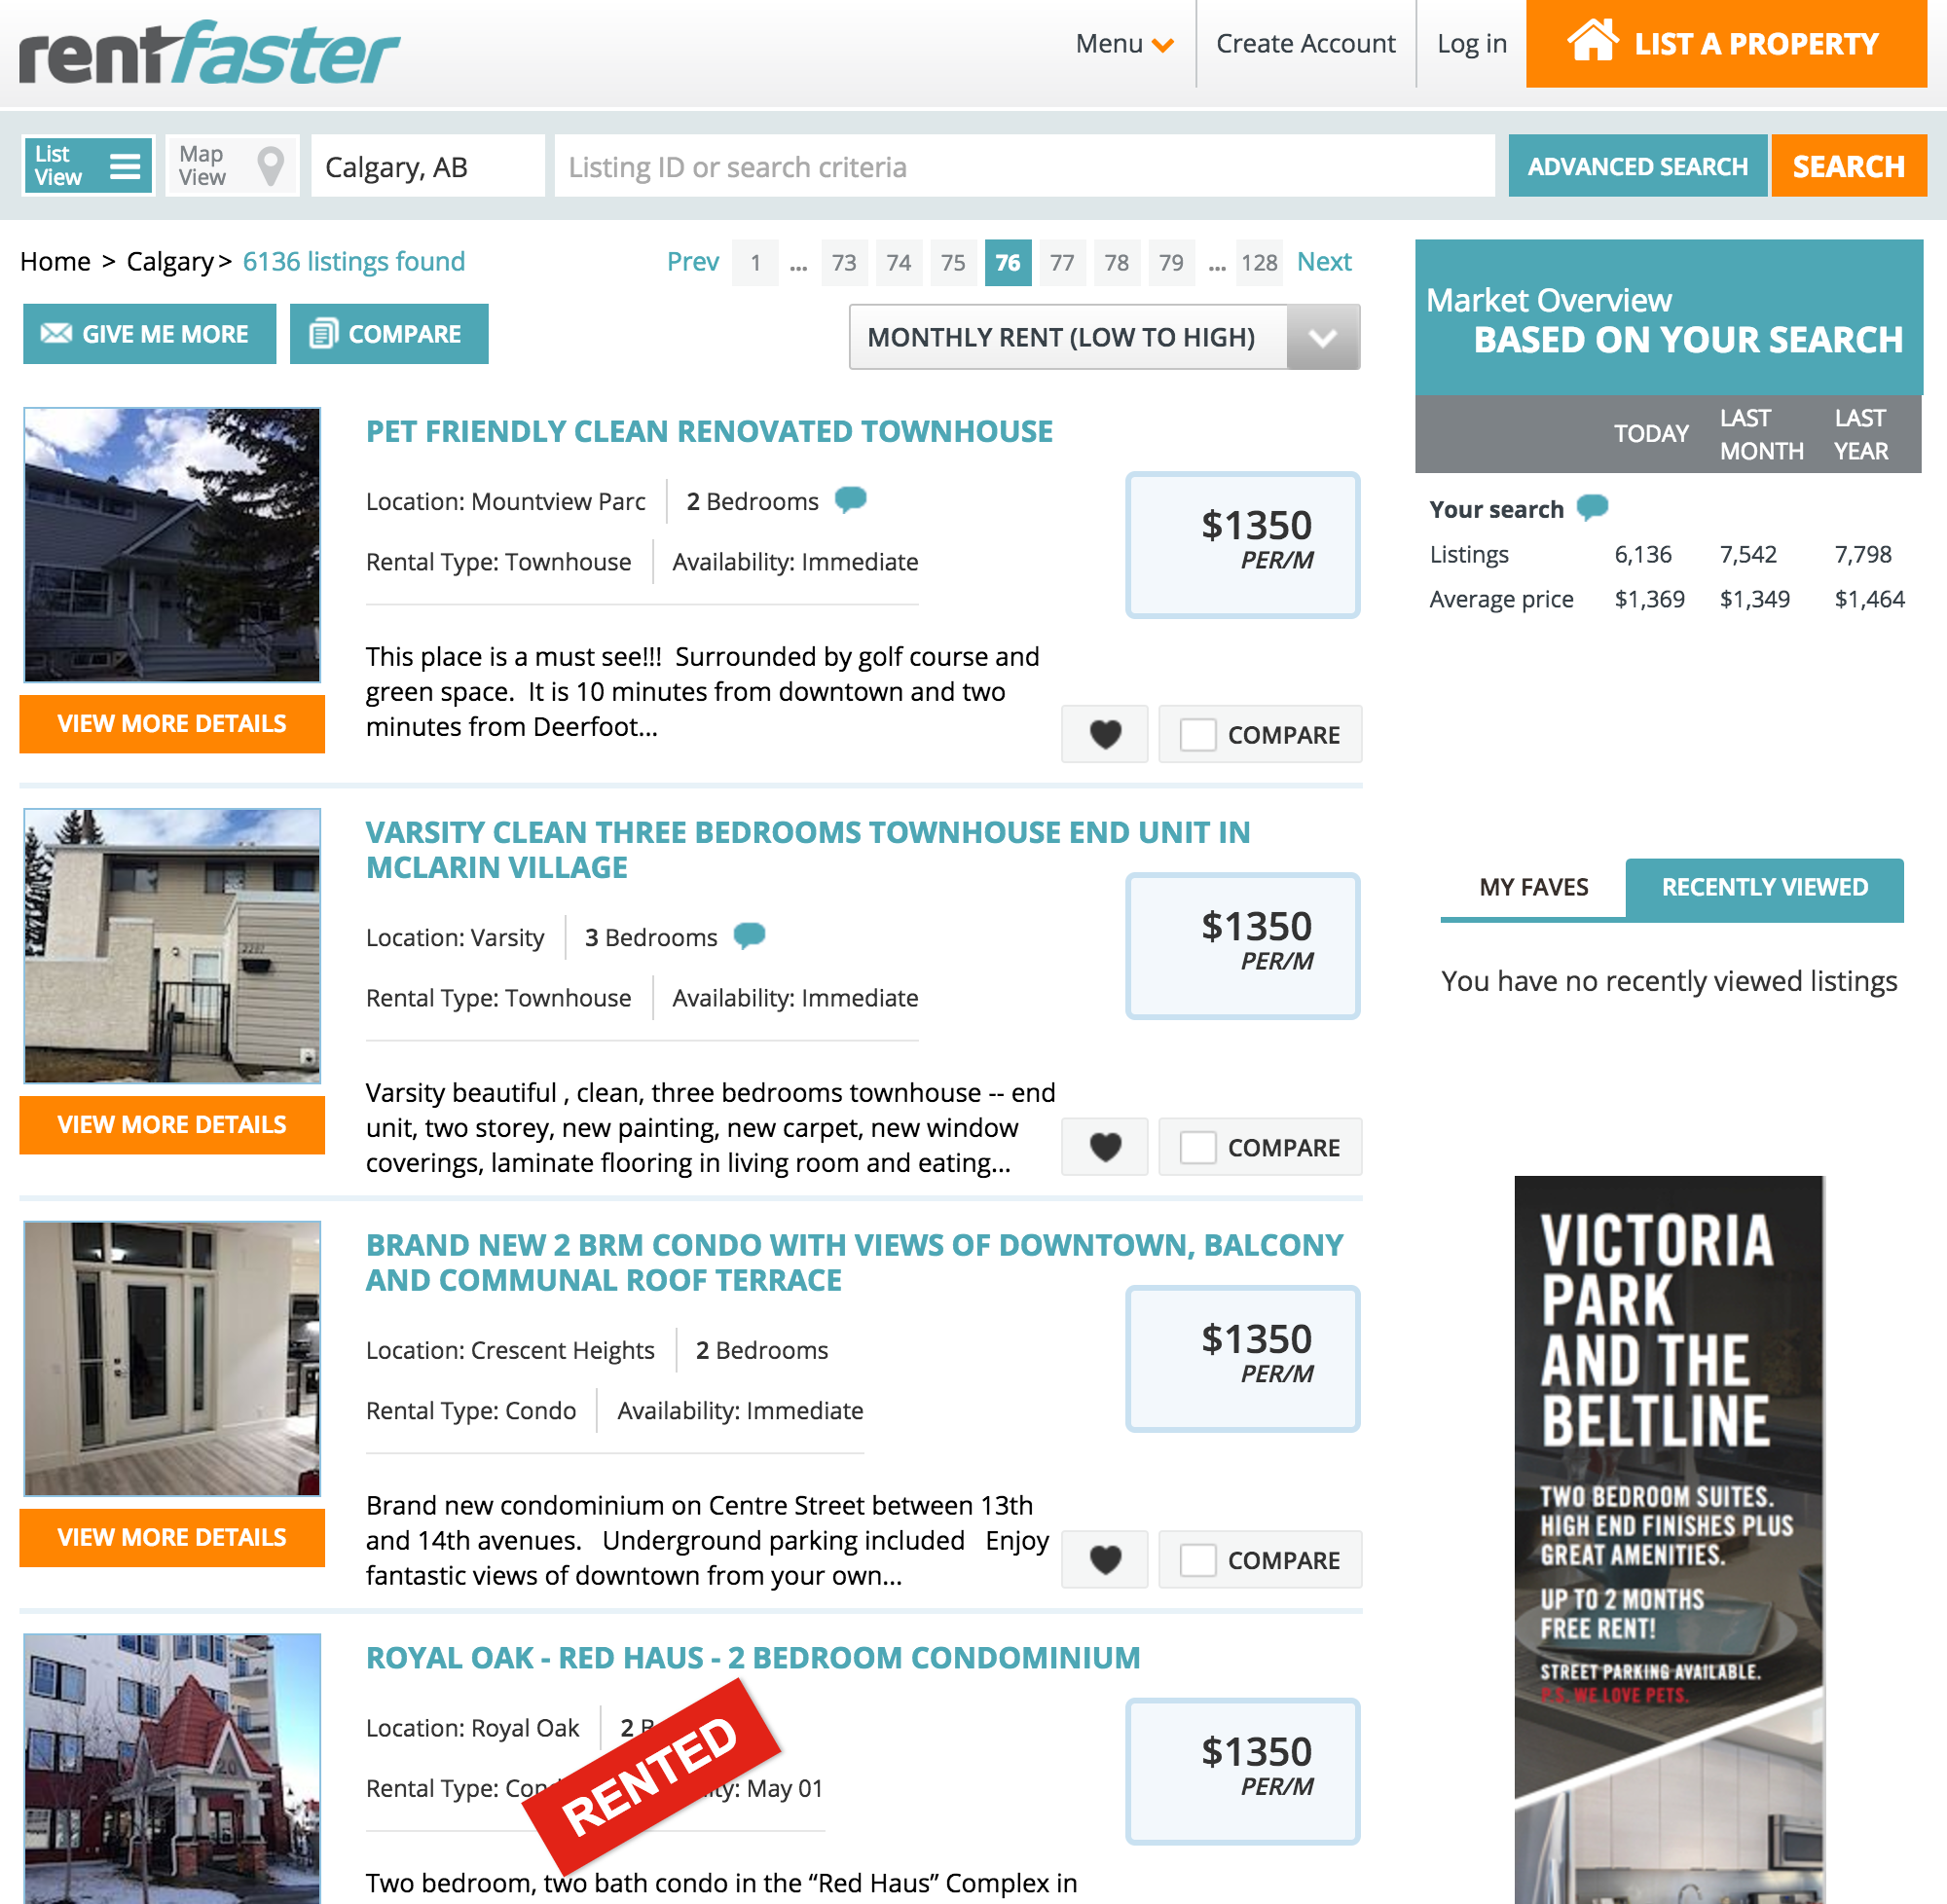 rentfaster
Menu
Create Account
Log in
LIST A PROPERTY
List
View
Map
View
Calgary, AB
Listing ID or search criteria
ADVANCED SEARCH
SEARCH
Home > Calgary > 6136 listings found
Prev 1 ... 73 74 75 76 77 78 79 ... 128 Next
GIVE ME MORE
COMPARE
MONTHLY RENT (LOW TO HIGH)
PET FRIENDLY CLEAN RENOVATED TOWNHOUSE
Location: Mountview Parc
2 Bedrooms
Rental Type: Townhouse
Availability: Immediate
$1350
PER/M
This place is a must see!!!  Surrounded by golf course and
green space.  It is 10 minutes from downtown and two
minutes from Deerfoot...
VIEW MORE DETAILS
COMPARE
VARSITY CLEAN THREE BEDROOMS TOWNHOUSE END UNIT IN
MCLARIN VILLAGE
Location: Varsity
3 Bedrooms
Rental Type: Townhouse
Availability: Immediate
$1350
PER/M
Varsity beautiful , clean, three bedrooms townhouse -- end
unit, two storey, new painting, new carpet, new window
coverings, laminate flooring in living room and eating...
VIEW MORE DETAILS
COMPARE
BRAND NEW 2 BRM CONDO WITH VIEWS OF DOWNTOWN, BALCONY
AND COMMUNAL ROOF TERRACE
Location: Crescent Heights
2 Bedrooms
Rental Type: Condo
Availability: Immediate
$1350
PER/M
Brand new condominium on Centre Street between 13th
and 14th avenues.   Underground parking included   Enjoy
fantastic views of downtown from your own...
VIEW MORE DETAILS
COMPARE
ROYAL OAK - RED HAUS - 2 BEDROOM CONDOMINIUM
Location: Royal Oak
2
Rental Type:
May 01
RENTED
$1350
PER/M
Two bedroom, two bath condo in the “Red Haus” Complex in
Market Overview
BASED ON YOUR SEARCH
TODAY
LAST
MONTH
LAST
YEAR
Your search
Listings 6,136 7,542 7,798
Average price $1,369 $1,349 $1,464
MY FAVES
RECENTLY VIEWED
You have no recently viewed listings
VICTORIA
PARK
AND THE
BELTLINE
TWO BEDROOM SUITES.
HIGH END FINISHES PLUS
GREAT AMENITIES.
UP TO 2 MONTHS
FREE RENT!
STREET PARKING AVAILABLE.
P.S. WE LOVE PETS.